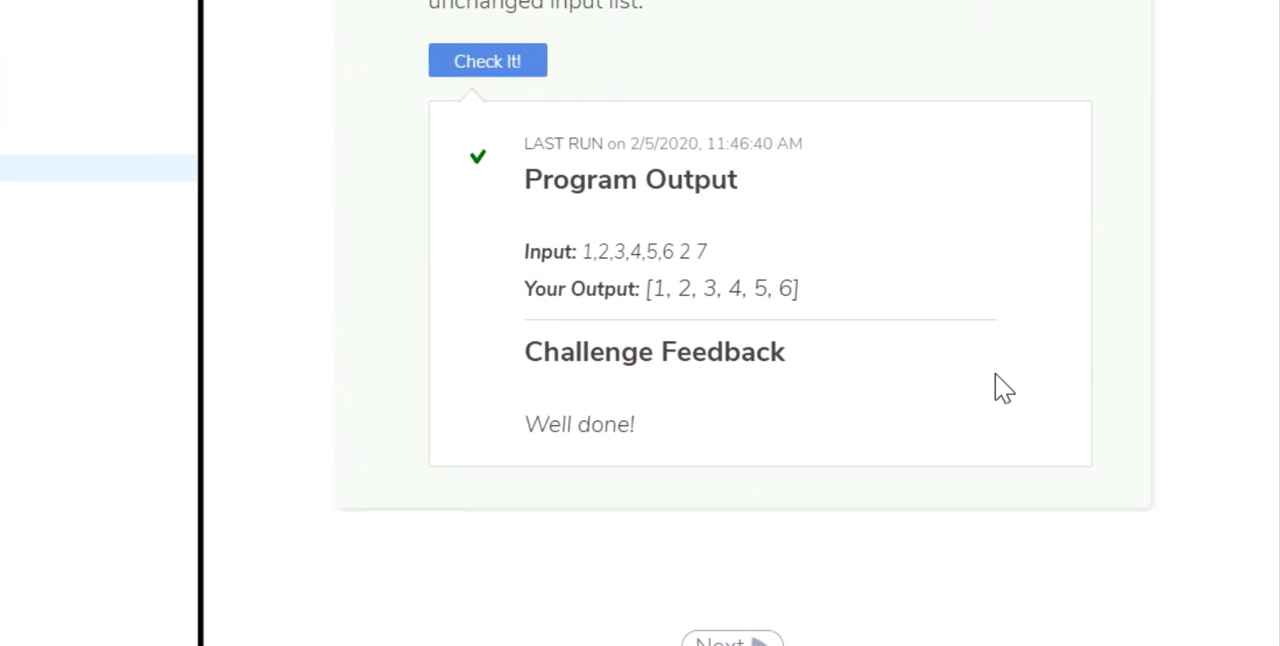 unchanged input list.
Check It!
LAST RUN on 2/5/2020, 11:46:40 AM
Program Output
Input: 1,2,3,4,5,6 2 7
Your Output: [1, 2, 3, 4, 5, 6]
Challenge Feedback
Well done!
Next